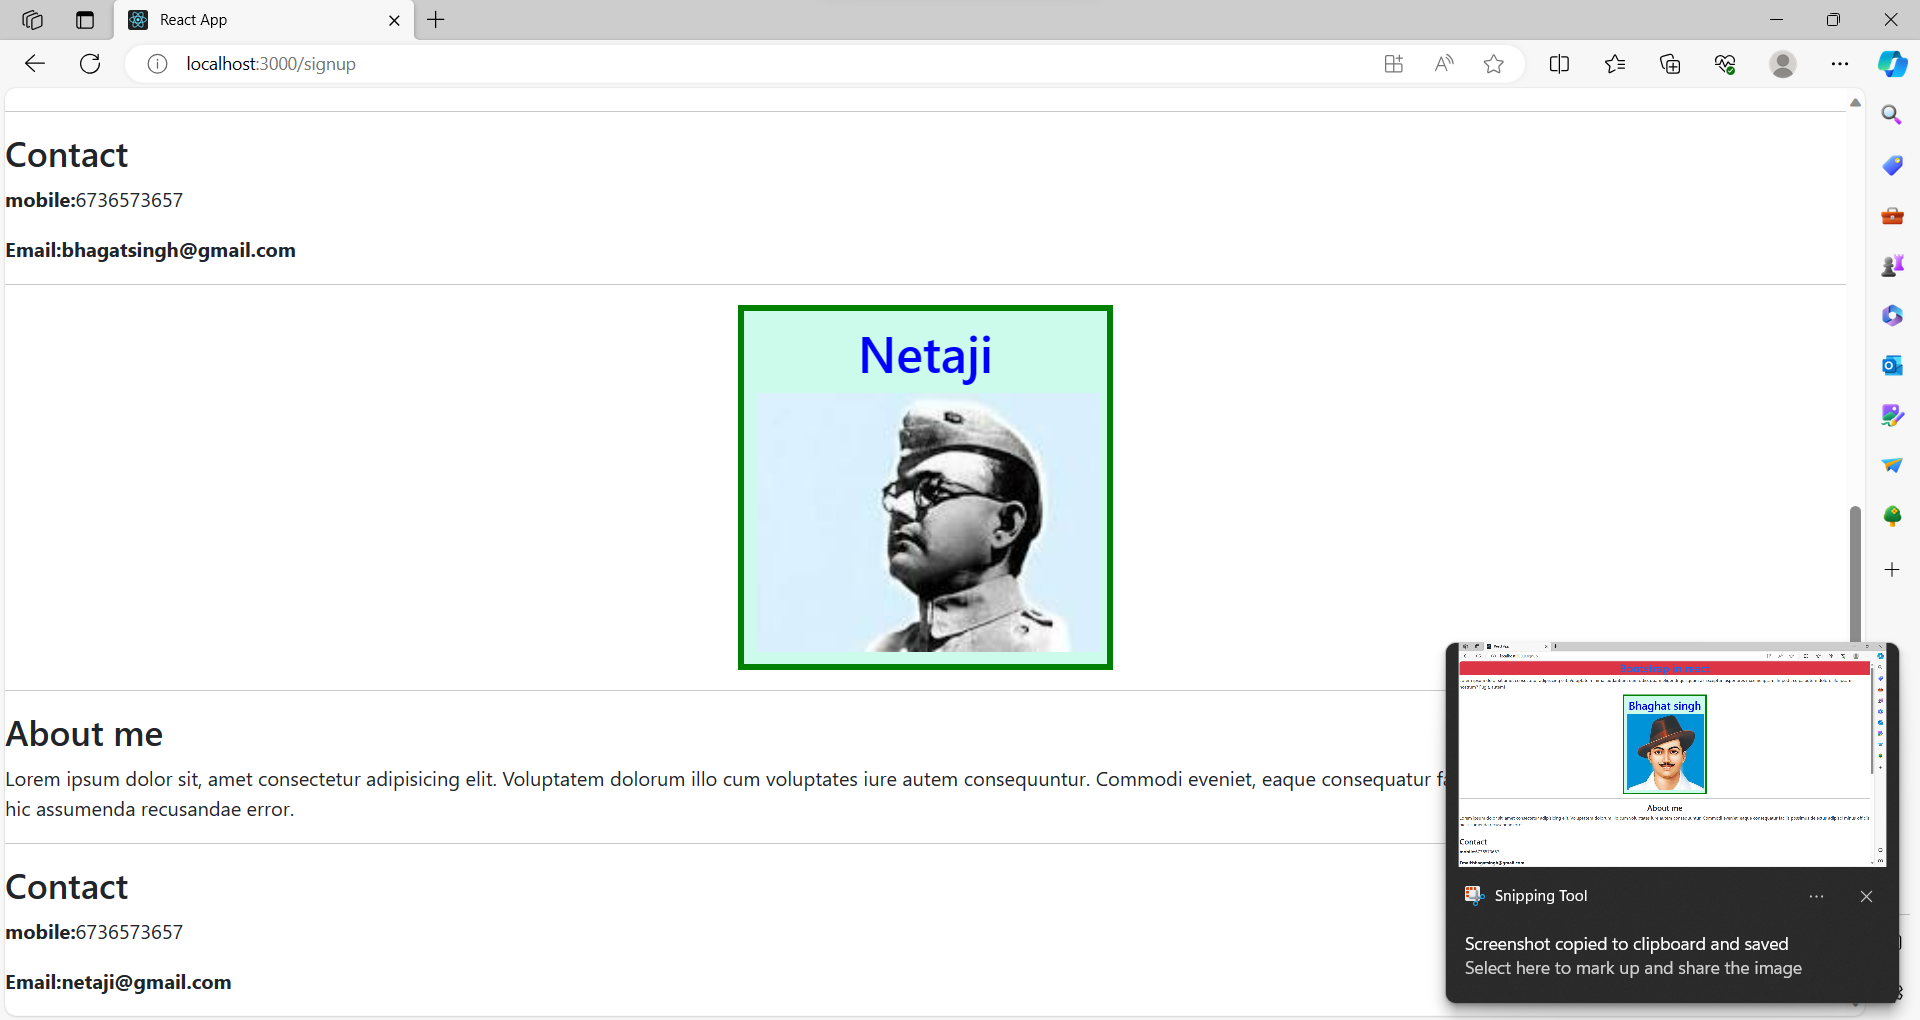 React App
localhost:3000/signup
Contact
mobile:6736573657
Email:bhagatsingh@gmail.com
Netaji
About me
Lorem ipsum dolor sit, amet consectetur adipisicing elit. Voluptatem dolorum illo cum voluptates iure autem consequuntur. Commodi eveniet, eaque consequatur
hic assumenda recusandae error.
Contact
mobile:6736573657
Email:netaji@gmail.com
Bhaghat singh
About me
Contact
Snipping Tool
Screenshot copied to clipboard and saved
Select here to mark up and share the image